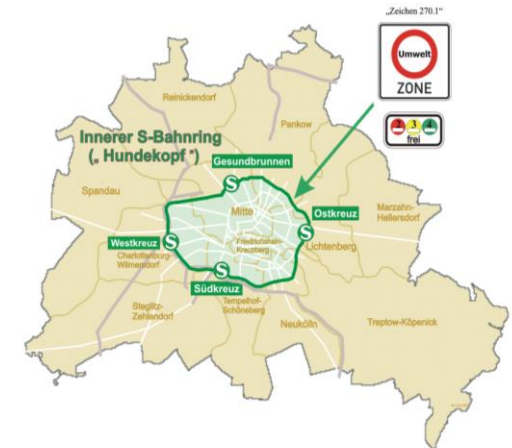 „Zeichen 270.1“
Umwelt
ZONE
2 3 4
frei
Reinickendorf
Pankow
Innerer S-Bahnring
(„ Hundekopf “)
Gesundbrunnen
S
Spandau
Mitte
Ostkreuz
S
Marzahn-
Hellersdorf
Westkreuz
S
Friedrichshain-
Kreuzberg
Lichtenberg
Charlottenburg-
Wilmersdorf
S
Südkreuz
Steglitz-
Zehlendorf
Tempelhof-
Schöneberg
Neukölln
Treptow-Köpenick